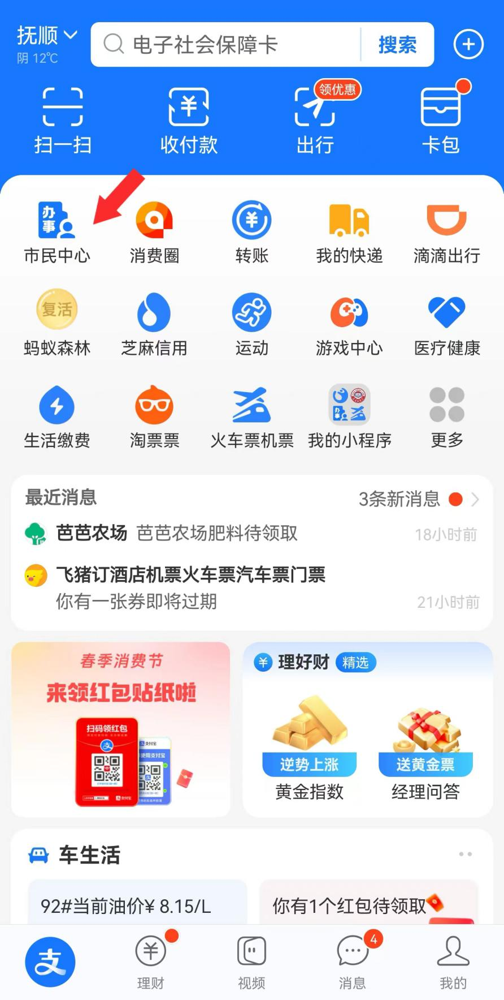 抚顺
电子社会保障卡
搜索
阴 12℃
领优惠
扫一扫
收付款
出行
卡包
办事
市民中心
消费圈
转账
我的快递
滴滴出行
复活
蚂蚁森林
芝麻信用
运动
游戏中心
医疗健康
生活缴费
淘票票
火车票机票
我的小程序
更多
最近消息
3条新消息
芭芭农场 芭芭农场肥料待领取
18小时前
飞猪订酒店机票火车票汽车票门票
你有一张券即将过期
21小时前
春季消费节
来领红包贴纸啦
扫码领红包
支付宝
使用支付宝
理好财 精选
逆势上涨
送黄金票
黄金指数
经理问答
车生活
92#当前油价¥ 8.15/L
你有1个红包待领取
支
理财
视频
4
消息
我的